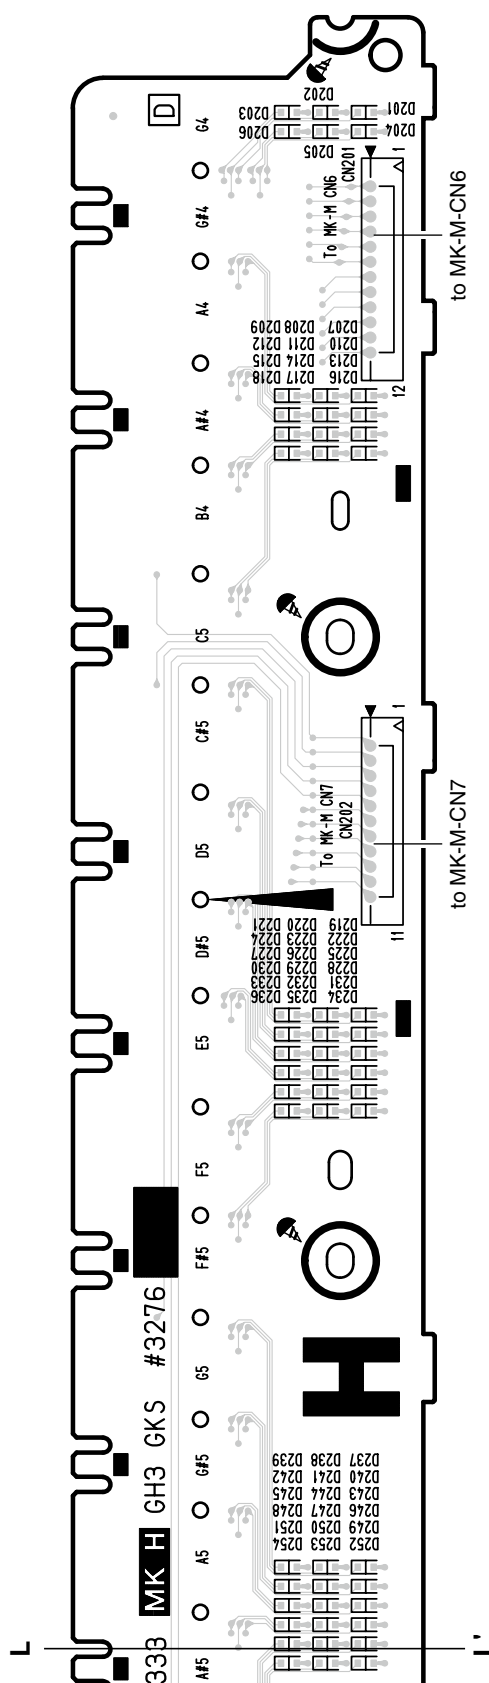 D
G4
D202
D203
D201
D206
D204
D205
CN201
1
To MK-M CN6
to MK-M-CN6
G#4
A4
D209 D208 D207
D212 D211 D210
D215 D214 D213
D218 D217 D216
12
A#4
B4
C5
1
C#5
To MK-M CN7
CN202
to MK-M-CN7
D5
11
D221 D220 D219
D224 D223 D222
D227 D226 D225
D230 D229 D228
D233 D232 D231
D236 D235 D234
D#5
E5
F5
F#5
H
G5
G#5
D239 D238 D237
D242 D241 D240
D245 D244 D243
D248 D247 D246
D251 D250 D249
D254 D253 D252
MK H GH3 GKS #3276
A5
L L'
333
A#5